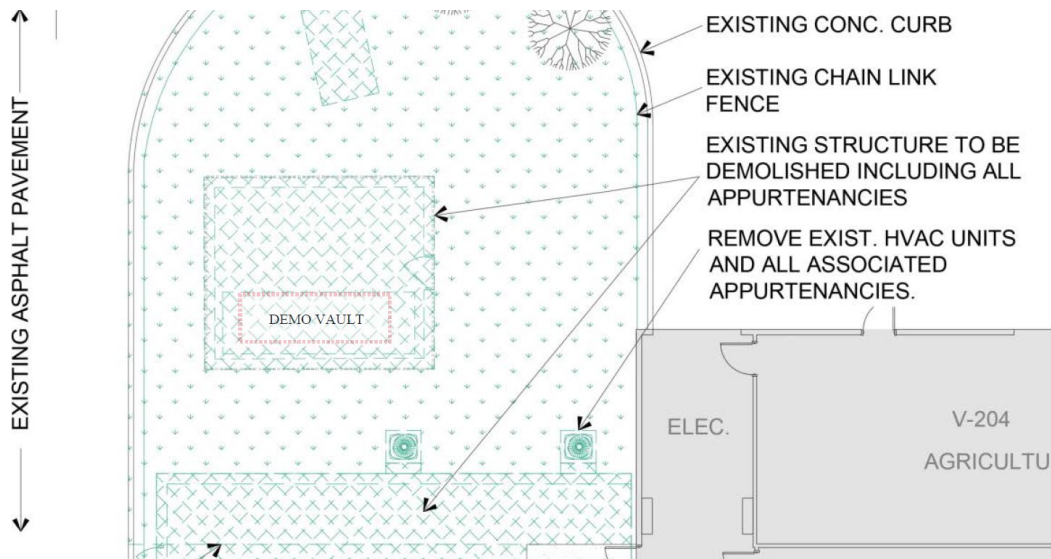 EXISTING ASPHALT PAVEMENT
EXISTING CONC. CURB
EXISTING CHAIN LINK
FENCE
EXISTING STRUCTURE TO BE
DEMOLISHED INCLUDING ALL
APPURTENANCIES
REMOVE EXIST. HVAC UNITS
AND ALL ASSOCIATED
APPURTENANCIES.
DEMO VAULT
ELEC.
V-204
AGRICULTU